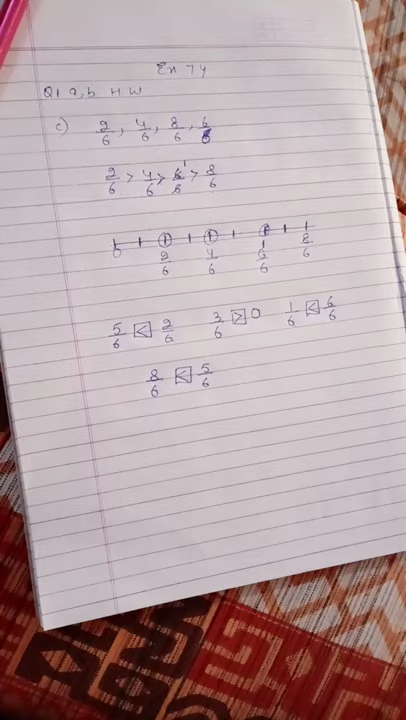 Ex 7.4
Q1 a, b H W
c) 2/6, 4/6, 8/6, 6/6
2/6 > 4/6 > 6/6 > 8/6
0 2/6 4/6 1 6/6 8/6
5/6 < 2/6 3/6 > 0 1/6 < 6/6
8/6 < 5/6